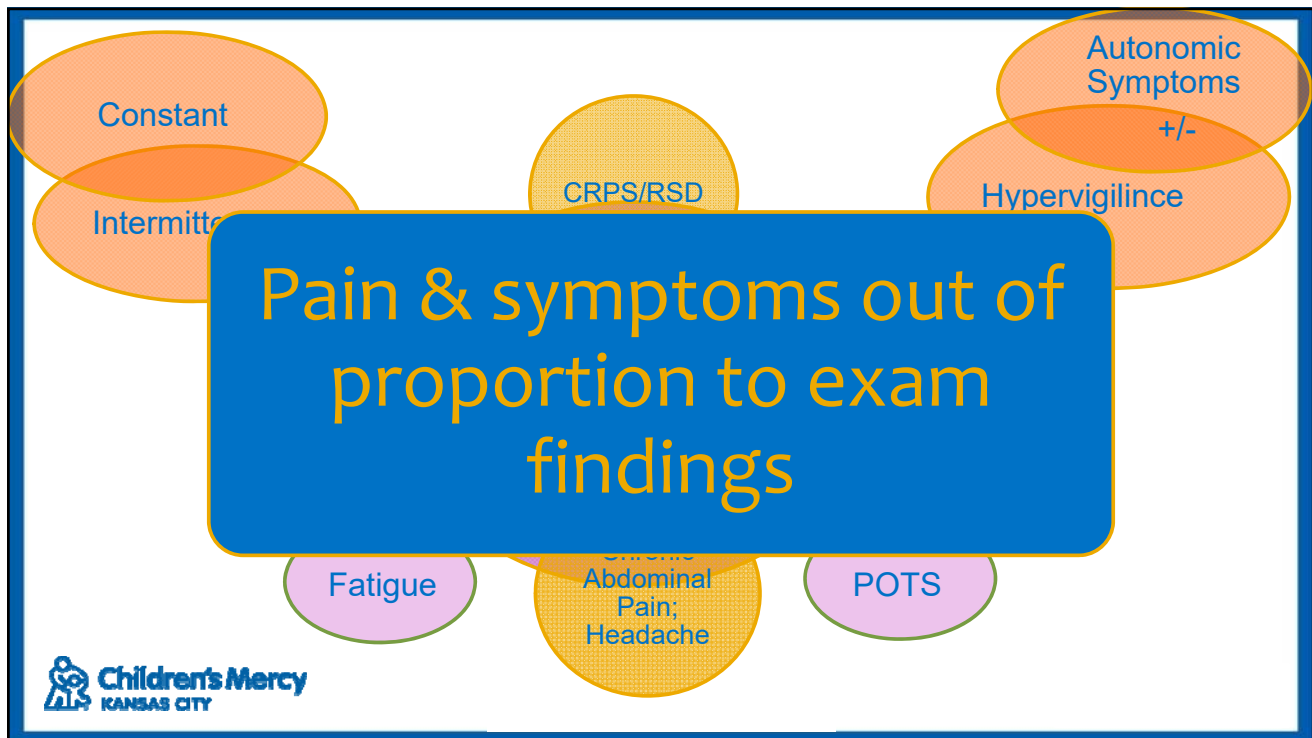 Constant
Autonomic
Symptoms
+/-
CRPS/RSD
Hypervigilince
Pain & symptoms out of
proportion to exam
findings
Fatigue
Abdominal
Pain;
Headache
POTS
Children's Mercy
KANSAS CITY